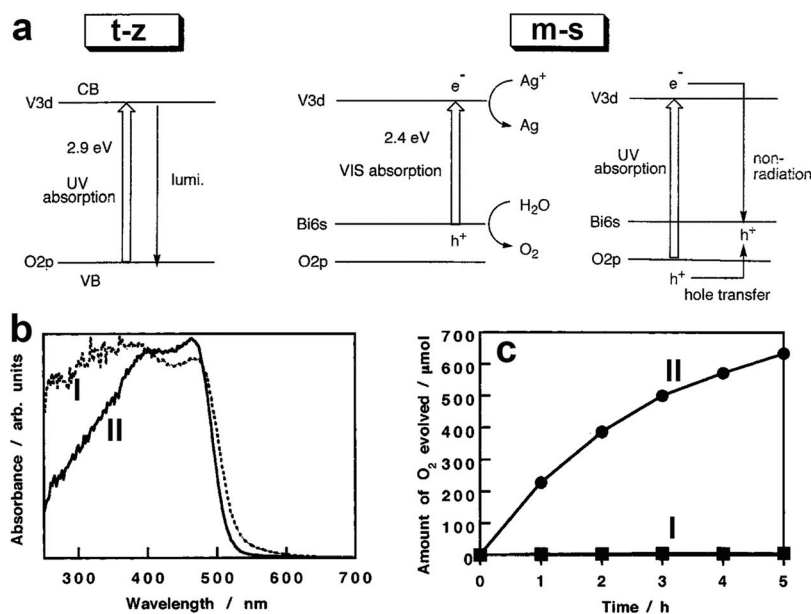 a
t-z
m-s
CB
V3d
2.9 eV
UV
absorption
lumi.
O2p
VB
V3d
e-
Ag+
Ag
2.4 eV
VIS absorption
H2O
Bi6s
h+
O2
O2p
V3d
e-
UV
absorption
non-
radiation
Bi6s
h+
O2p
h+
hole transfer
b
Absorbance / arb. units
I
II
300 400 500 600 700
Wavelength / nm
c
Amount of O2 evolved / μmol
700
600
500
400
300
200
100
0
II
I
0 1 2 3 4 5
Time / h